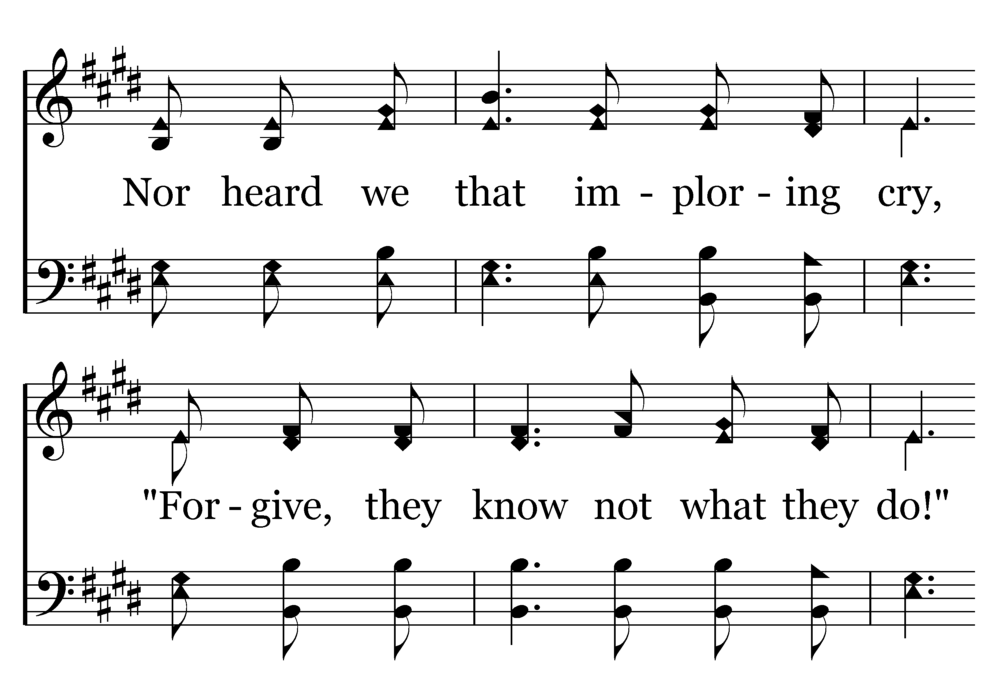 Nor heard we that im - plor - ing cry,
"For - give, they know not what they do!"